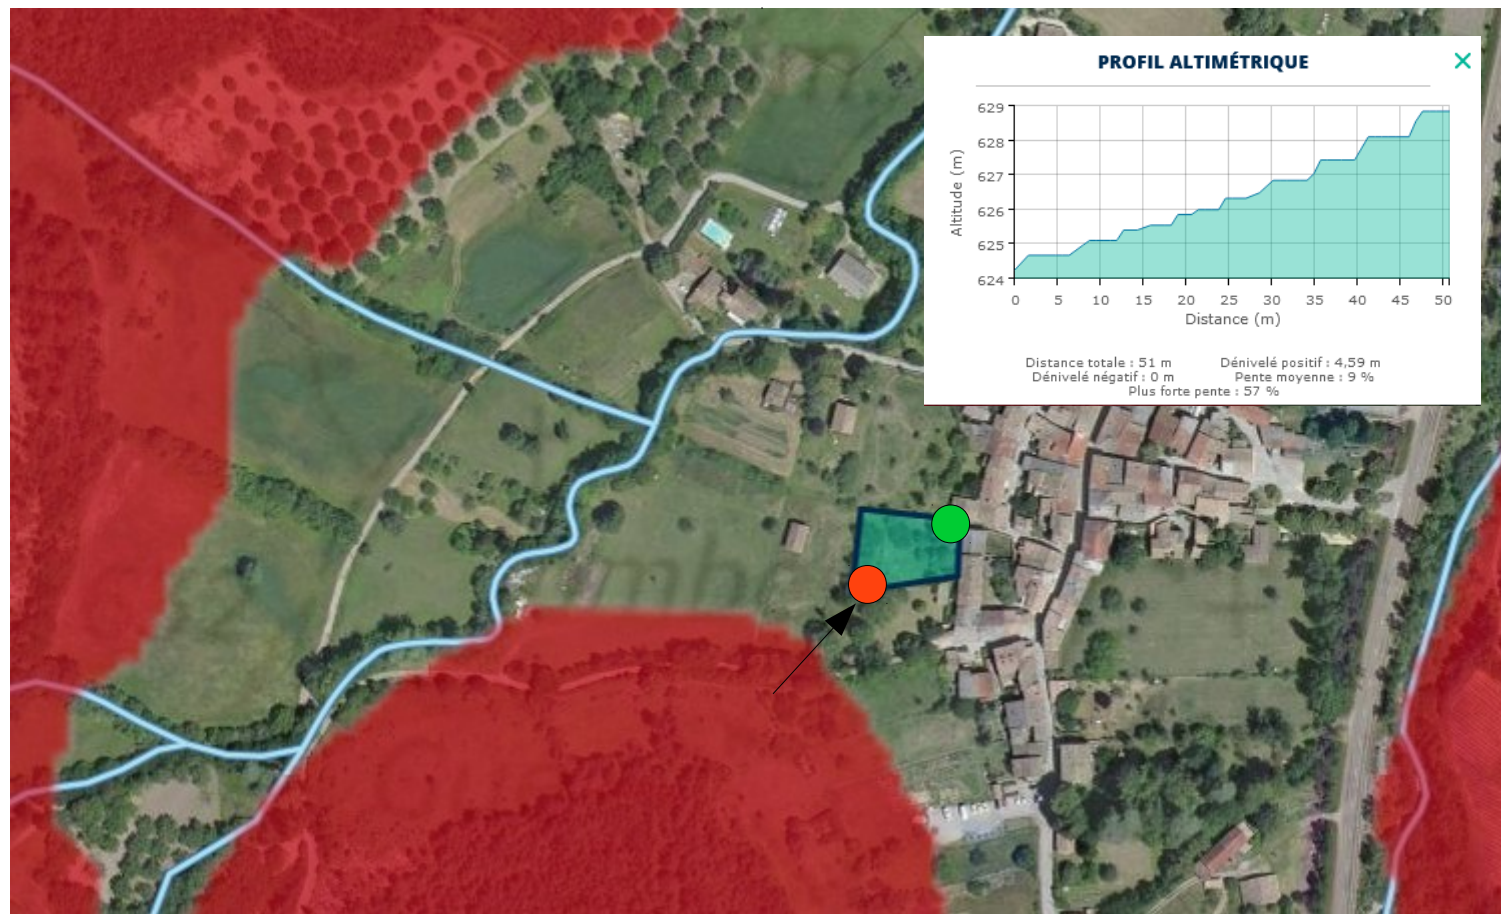 PROFIL ALTIMÉTRIQUE
629
628
627
626
625
624
Altitude (m)
0 5 10 15 20 25 30 35 40 45 50
Distance (m)
Distance totale : 51 m Dénivelé positif : 4,59 m
Dénivelé négatif : 0 m Pente moyenne : 9 %
Plus forte pente : 57 %